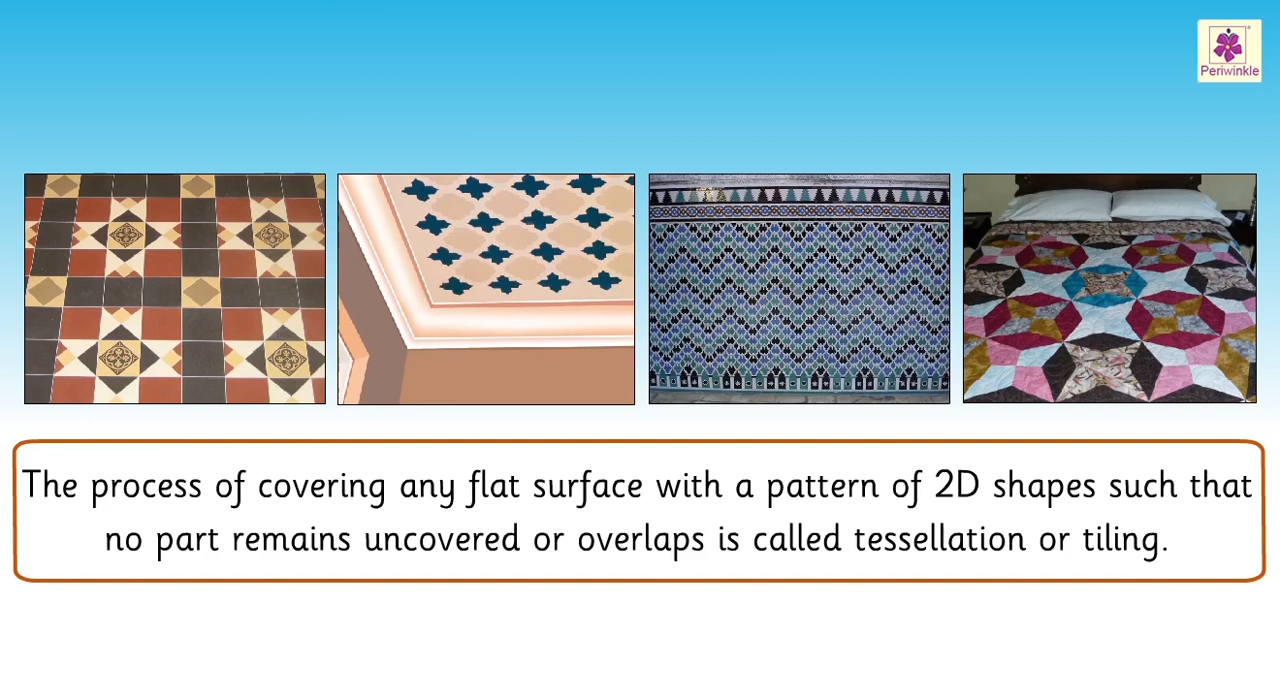 Periwinkle
The process of covering any flat surface with a pattern of 2D shapes such that
no part remains uncovered or overlaps is called tessellation or tiling.